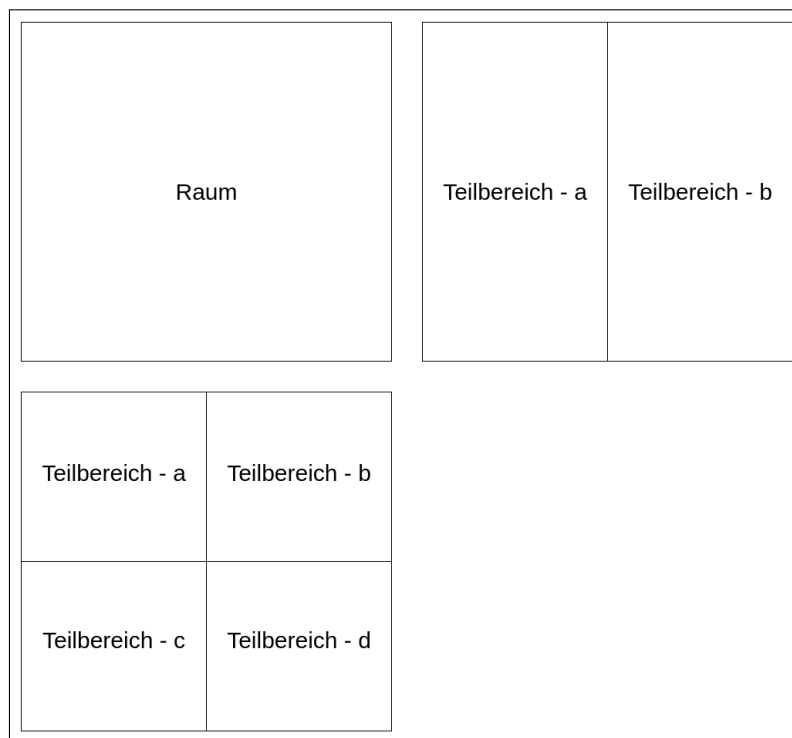 Raum
Teilbereich - a
Teilbereich - b
Teilbereich - a
Teilbereich - b
Teilbereich - c
Teilbereich - d